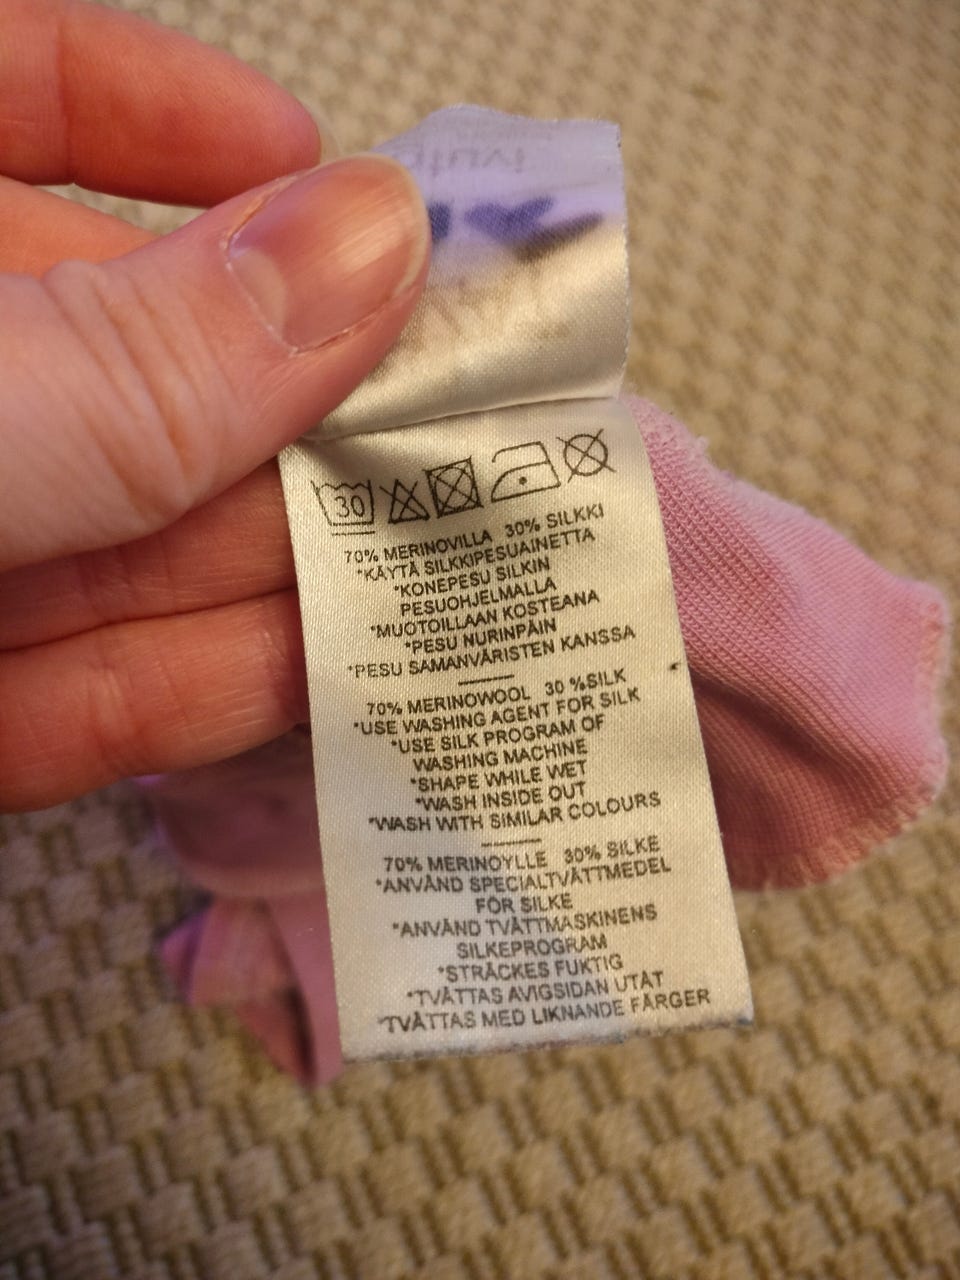 30
70% MERINOVILLA 30% SILKKI
*KÄYTÄ SILKKIPESUAINETTA
*KONEPESU SILKIN
PESUOHJELMALLA
*MUOTOILLAAN KOSTEANA
*PESU NURINPÄIN
*PESU SAMANVÄRISTEN KANSSA
70% MERINOWOOL 30 %SILK
*USE WASHING AGENT FOR SILK
*USE SILK PROGRAM OF
WASHING MACHINE
*SHAPE WHILE WET
*WASH INSIDE OUT
*WASH WITH SIMILAR COLOURS
70% MERINOYLLE 30% SILKE
*ANVÄND SPECIALTVÄTTMEDEL
FÖR SILKE
*ANVÄND TVÄTTMASKINENS
SILKEPROGRAM
*STRÄCKES FUKTIG
*TVÄTTAS AVIGSIDAN UTÅT
*TVÄTTAS MED LIKNANDE FÄRGER